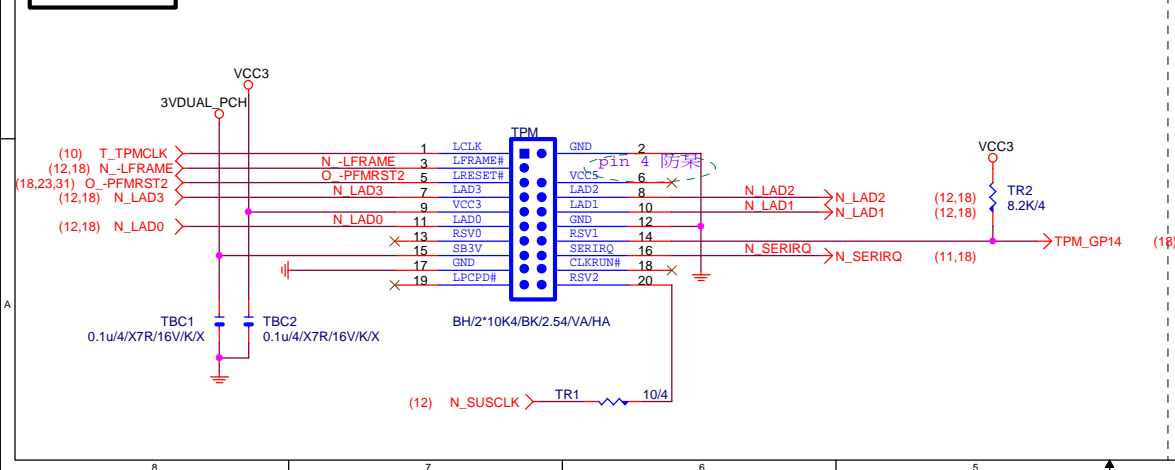 VCC3
3VDUAL_PCH
TPM
(10) T_TPMCLK 1 LCLK GND 2
(12,18) N_-LFRAME N_-LFRAME 3 LFRAME# pin 4 防呆
(18,23,31) O_-PFMRST2 O_-PFMRST2 5 LRESET# VCC5 6
(12,18) N_LAD3 N_LAD3 7 LAD3 LAD2 8 N_LAD2 N_LAD2 (12,18)
9 VCC3 LAD1 10 N_LAD1 N_LAD1 (12,18)
(12,18) N_LAD0 N_LAD0 11 LAD0 GND 12
13 RSV0 RSV1 14 TPM_GP14 (18)
15 SB3V SERIRQ 16 N_SERIRQ N_SERIRQ (11,18)
17 GND CLKRUN# 18
19 LPCPD# RSV2 20
VCC3
TR2
8.2K/4
BH/2*10K4/BK/2.54/VA/HA
TBC1
0.1u/4/X7R/16V/K/X
TBC2
0.1u/4/X7R/16V/K/X
(12) N_SUSCLK TR1 10/4
A
8 7 6 5